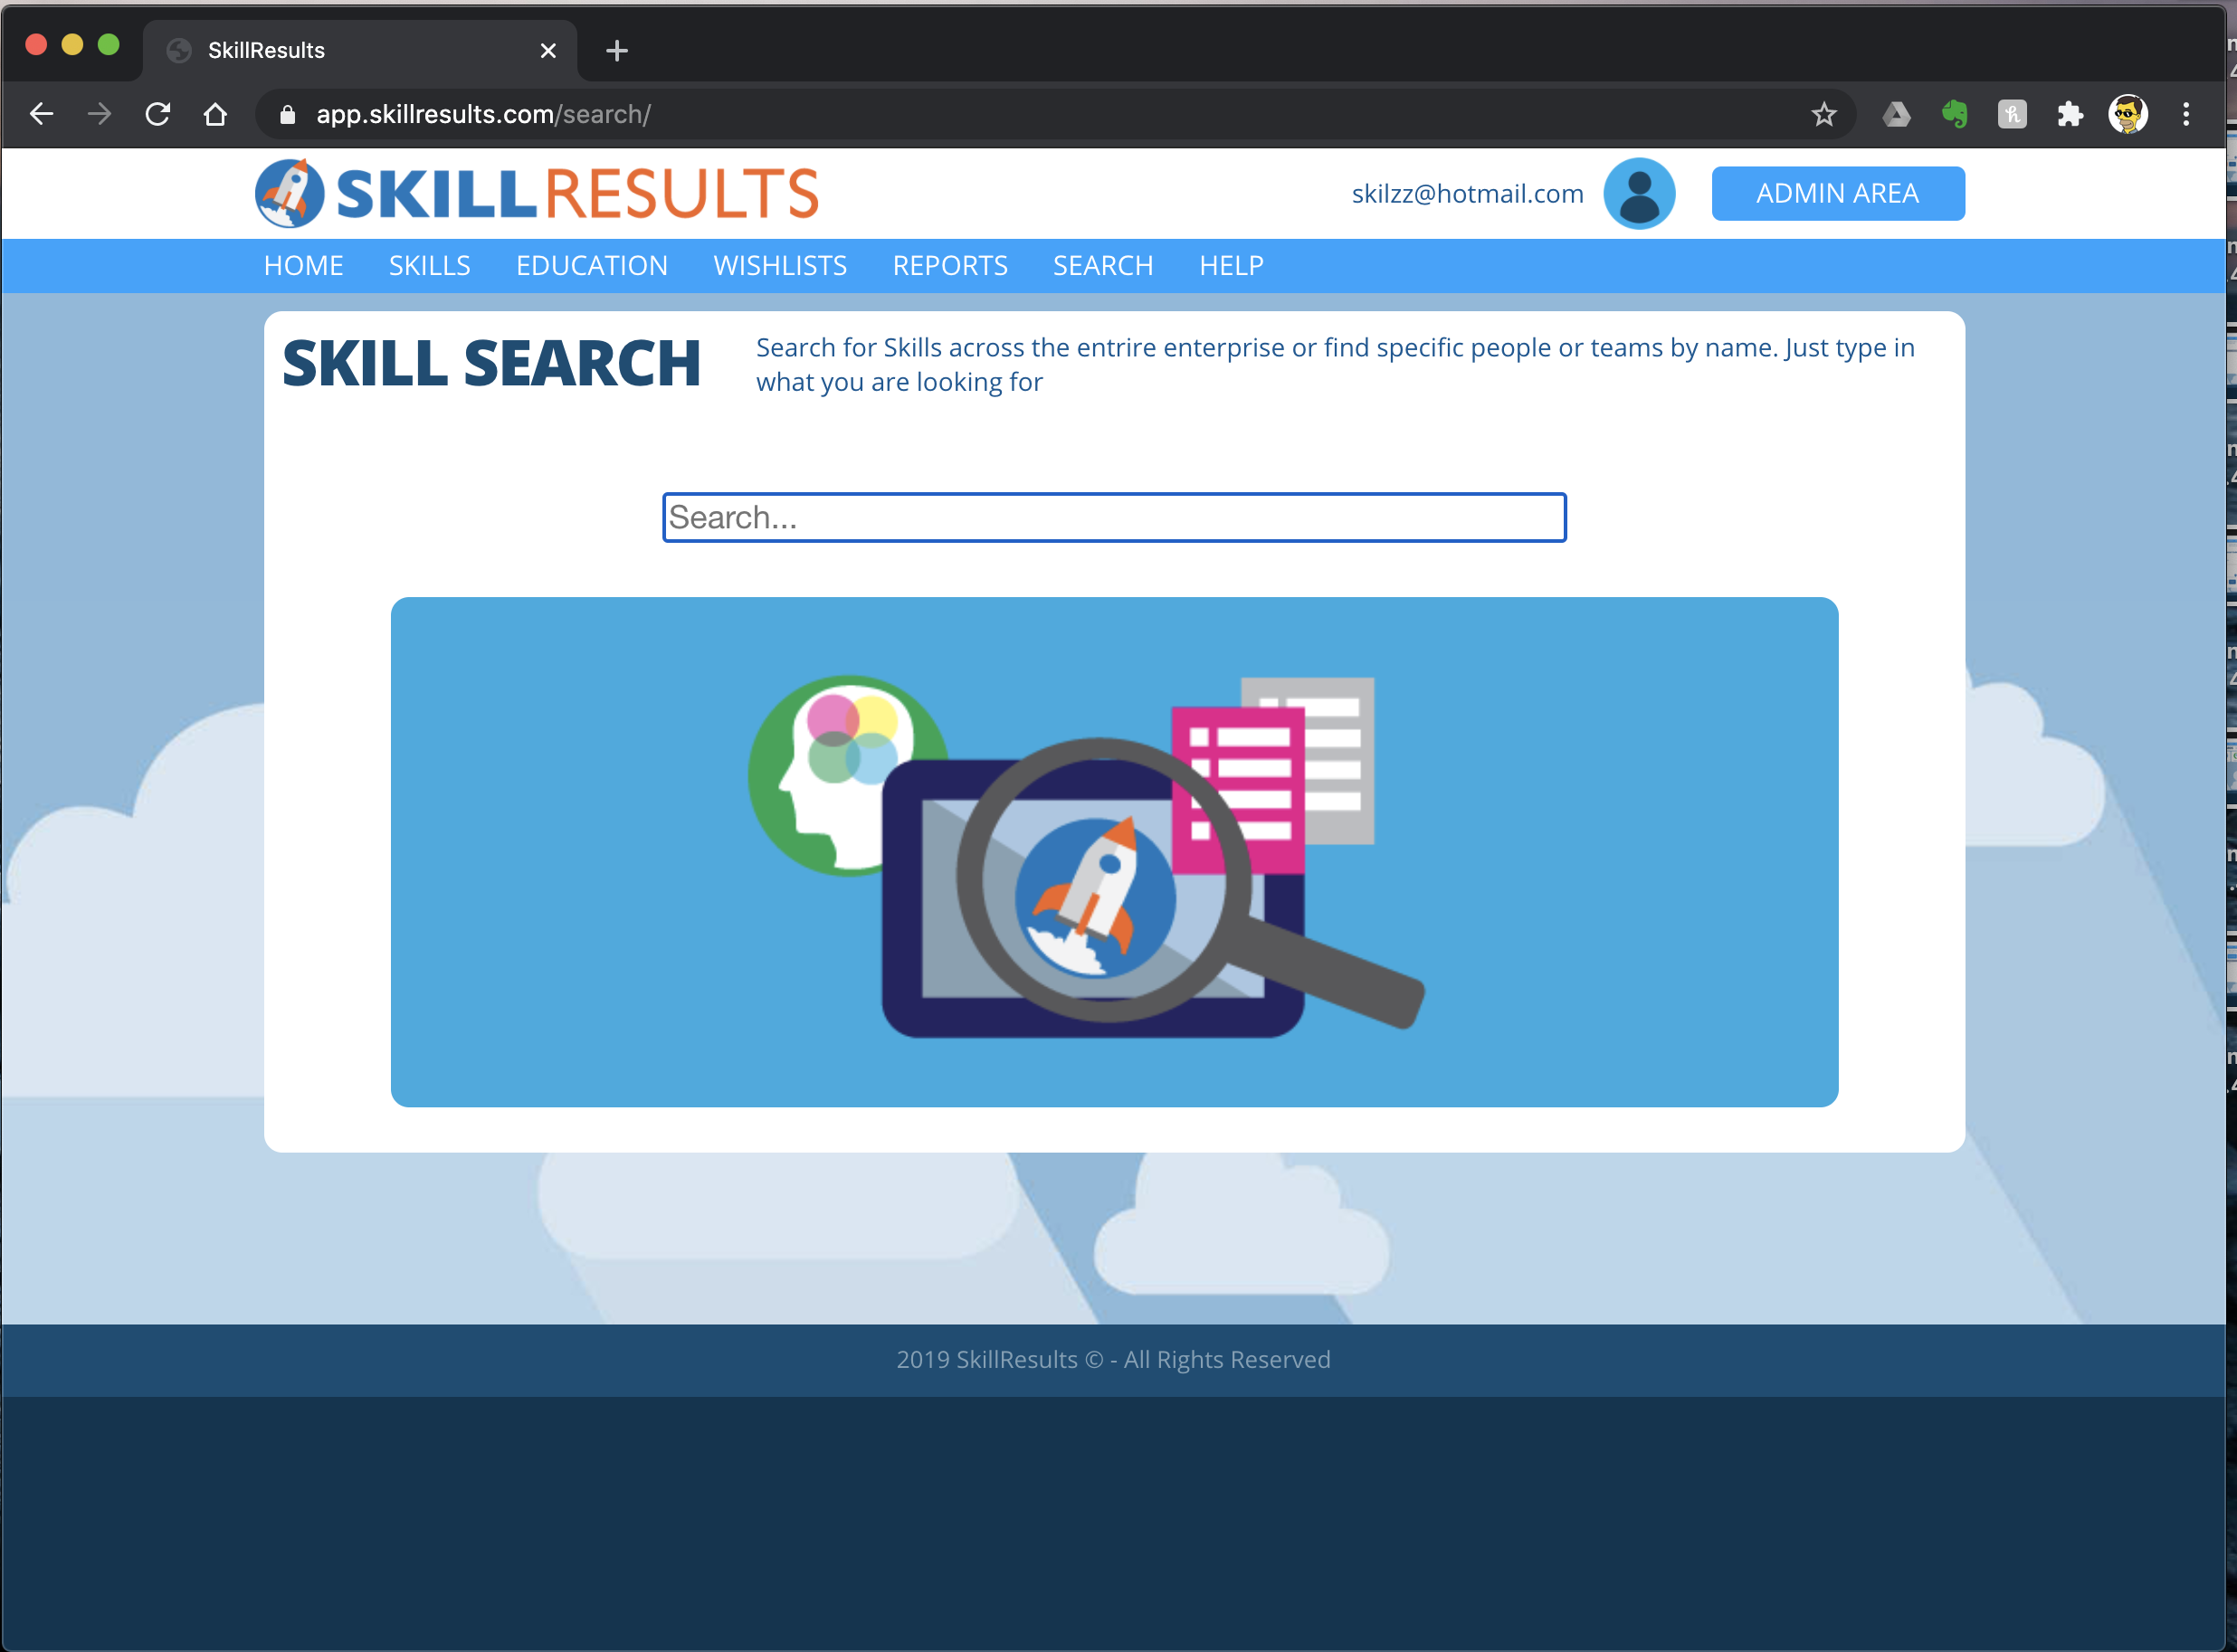 SkillResults
app.skillresults.com/search/
SKILLRESULTS
skilzz@hotmail.com
ADMIN AREA
HOME SKILLS EDUCATION WISHLISTS REPORTS SEARCH HELP
SKILL SEARCH
Search for Skills across the entrire enterprise or find specific people or teams by name. Just type in
what you are looking for
Search...
2019 SkillResults © - All Rights Reserved